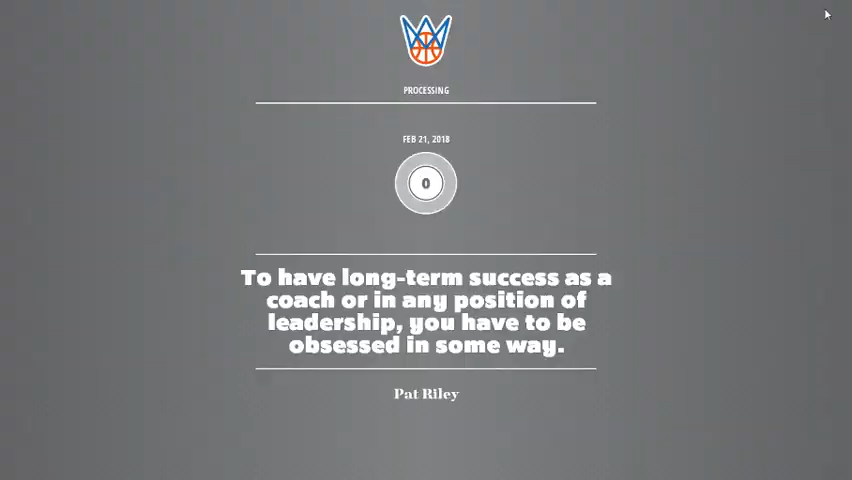 PROCESSING
FEB 21, 2018
0
To have long-term success as a
coach or in any position of
leadership, you have to be
obsessed in some way.
Pat Riley